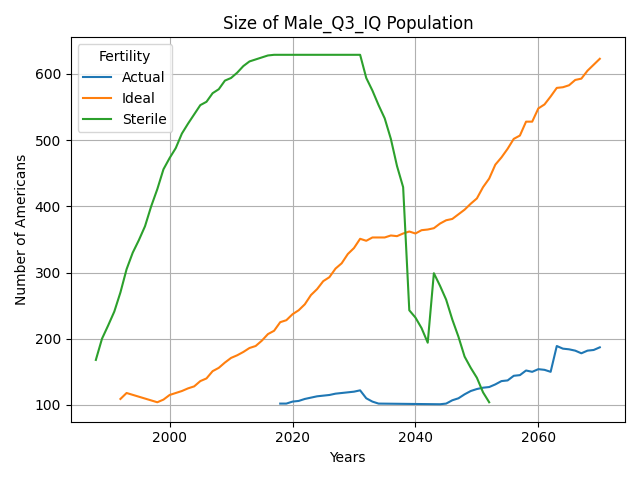 Size of Male_Q3_IQ Population
Fertility
Actual
Ideal
Sterile
Number of Americans
600
500
400
300
200
100
2000
2020
2040
2060
Years